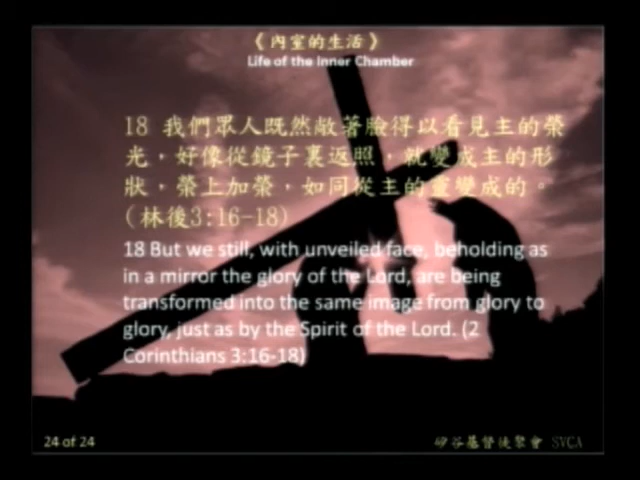 《內室的生活》
Life of the Inner Chamber
18 我們眾人既然敞著臉得以看見主的榮
光，好像從鏡子裏返照，就變成主的形
狀，榮上加榮，如同從主的靈變成的。
(林後3:16-18)
18 But we still, with unveiled face, beholding as
in a mirror the glory of the Lord, are being
transformed into the same image from glory to
glory, just as by the Spirit of the Lord. (2
Corinthians 3:16-18)
24 of 24
矽谷基督徒聚會 SVCA